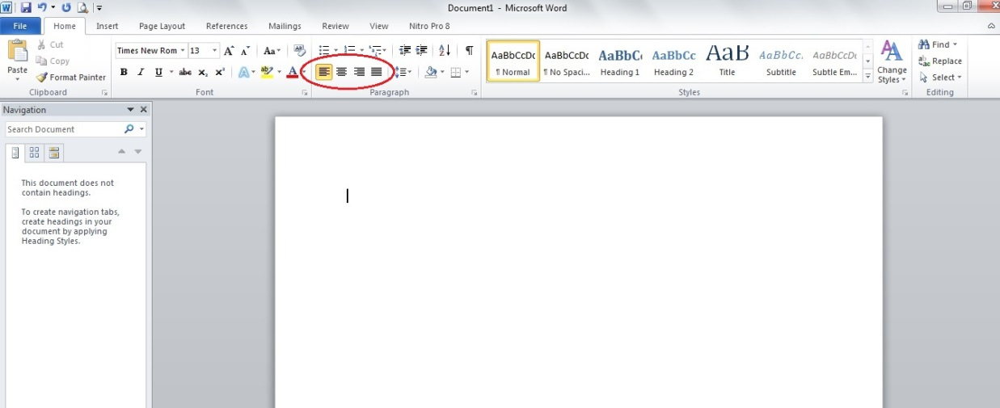 Document1 - Microsoft Word
File Home Insert Page Layout References Mailings Review View Nitro Pro 8
Paste
Cut
Copy
Format Painter
Clipboard
Times New Rom 13
Font
Paragraph
AaBbCcDc AaBbCcDc AaBbC AaBbCc AaB AaBbCc. AaBbCcDc
¶ Normal ¶ No Spaci... Heading 1 Heading 2 Title Subtitle Subtle Em...
Change
Styles
Styles
Find
Replace
Select
Editing
Navigation
Search Document
This document does not
contain headings.
To create navigation tabs,
create headings in your
document by applying
Heading Styles.